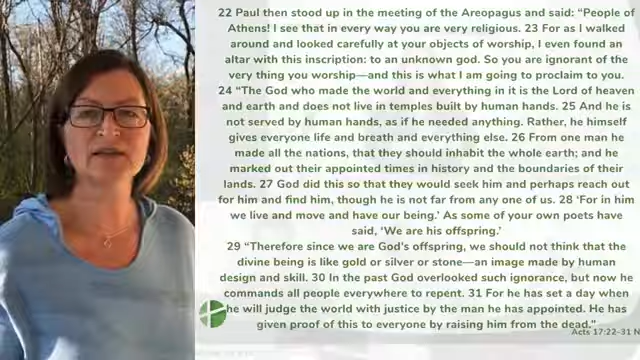 22 Paul then stood up in the meeting of the Areopagus and said: “People of
Athens! I see that in every way you are very religious. 23 For as I walked
around and looked carefully at your objects of worship, I even found an
altar with this inscription: to an unknown god. So you are ignorant of the
very thing you worship—and this is what I am going to proclaim to you.
24 “The God who made the world and everything in it is the Lord of heaven
and earth and does not live in temples built by human hands. 25 And he is
not served by human hands, as if he needed anything. Rather, he himself
gives everyone life and breath and everything else. 26 From one man he
made all the nations, that they should inhabit the whole earth; and he
marked out their appointed times in history and the boundaries of their
lands. 27 God did this so that they would seek him and perhaps reach out
for him and find him, though he is not far from any one of us. 28 ‘For in him
we live and move and have our being.’ As some of your own poets have
said, ‘We are his offspring.’
29 “Therefore since we are God’s offspring, we should not think that the
divine being is like gold or silver or stone—an image made by human
design and skill. 30 In the past God overlooked such ignorance, but now he
commands all people everywhere to repent. 31 For he has set a day when
he will judge the world with justice by the man he has appointed. He has
given proof of this to everyone by raising him from the dead.”
Acts 17:22-31 N